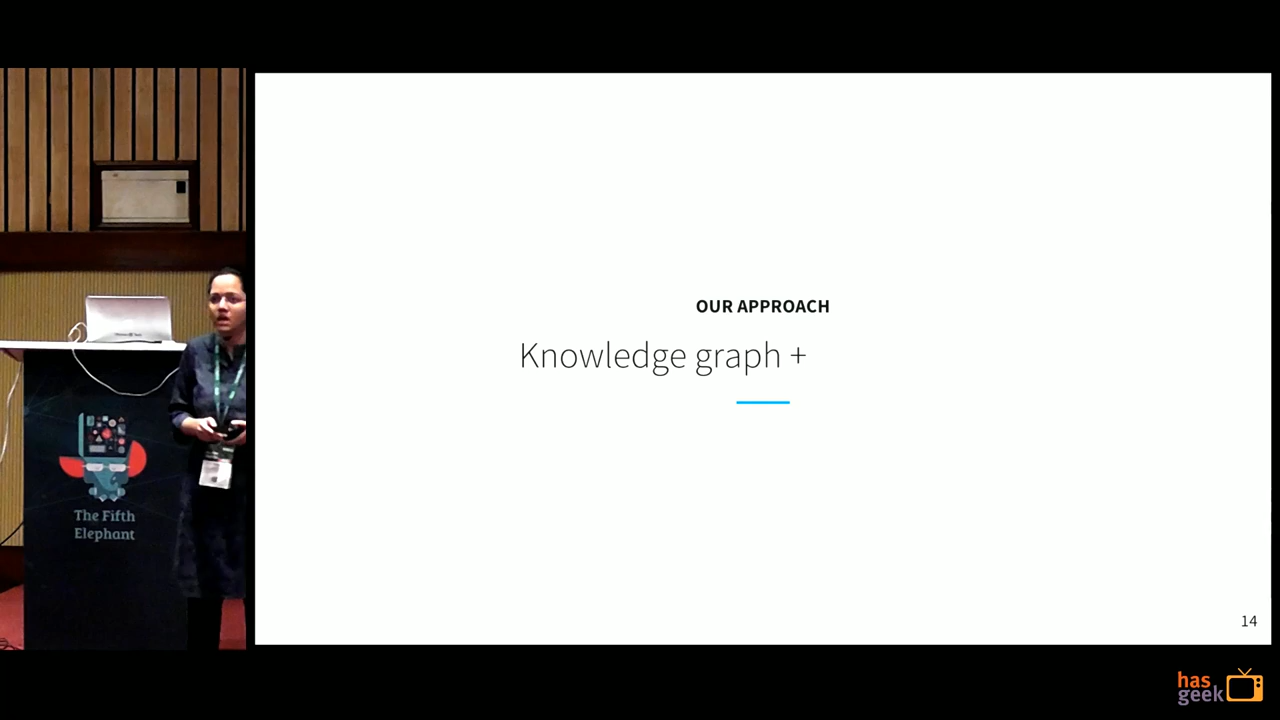 OUR APPROACH
Knowledge graph +
14
The Fifth
Elephant
has
geek